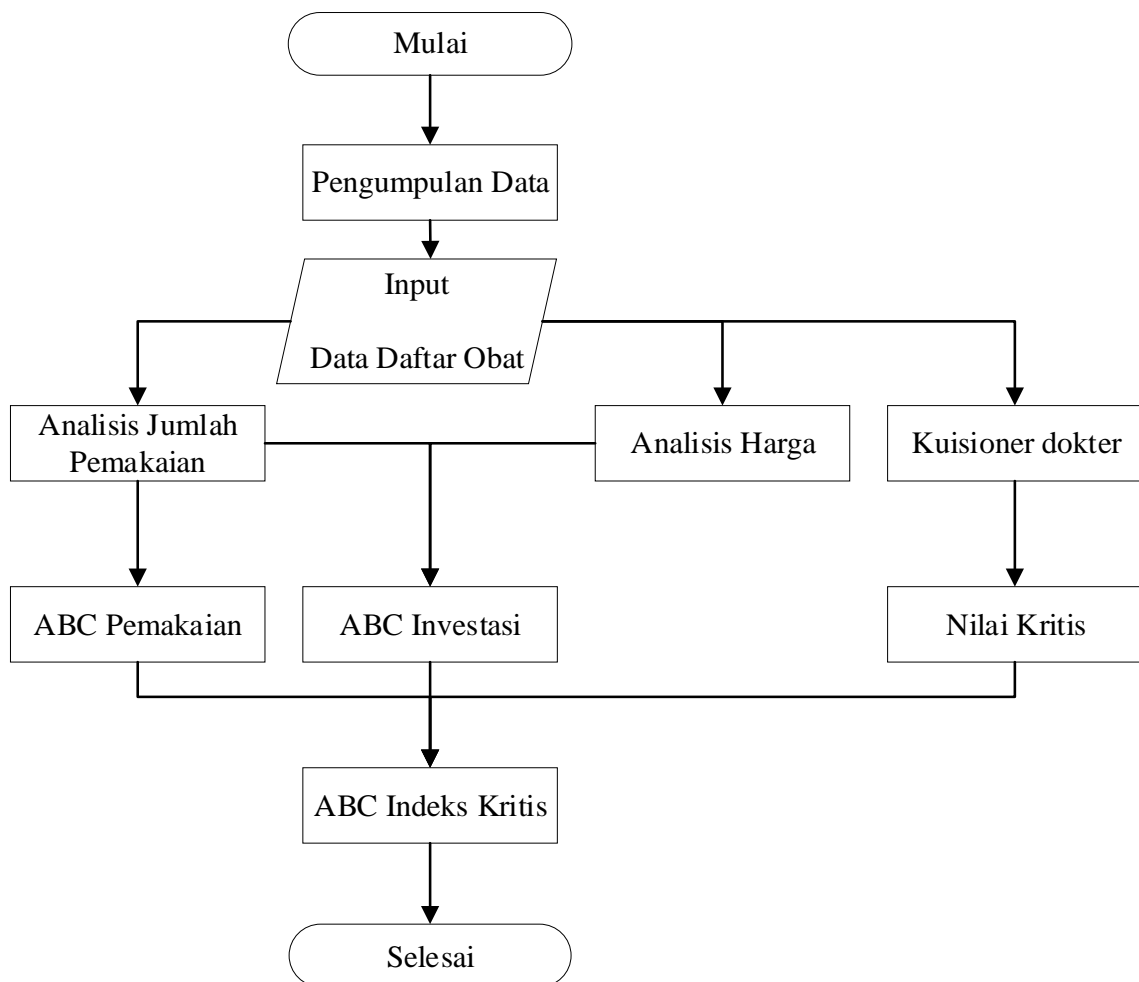 Mulai
Pengumpulan Data
Input
Data Daftar Obat
Analisis Jumlah
Pemakaian
Analisis Harga
Kuisioner dokter
ABC Pemakaian
ABC Investasi
Nilai Kritis
ABC Indeks Kritis
Selesai